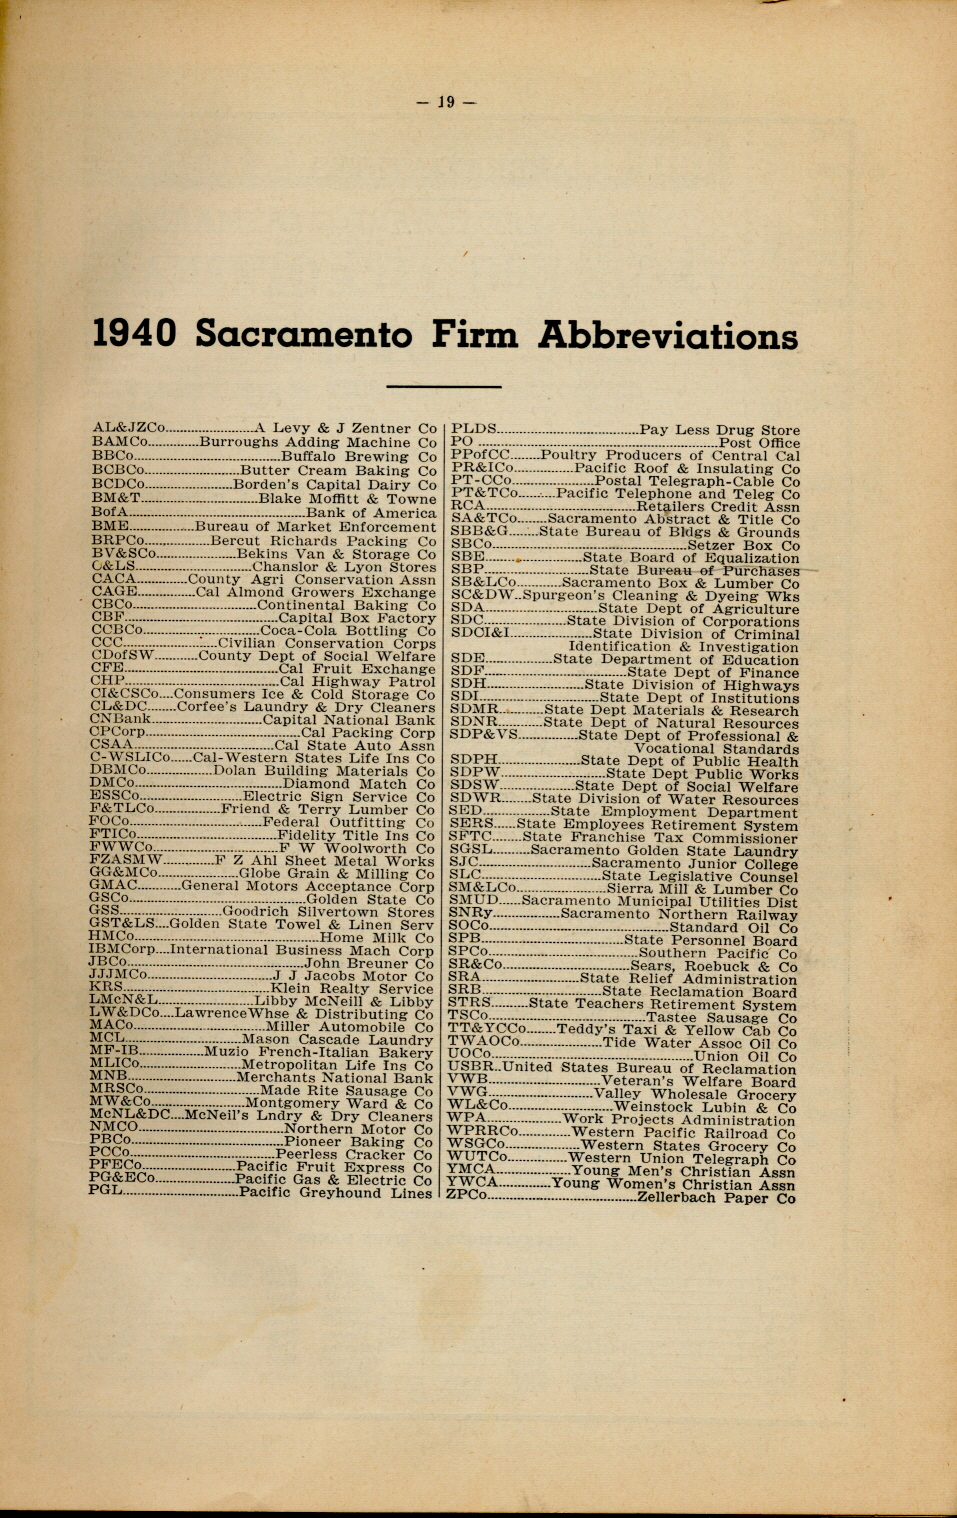 — 19 —
1940 Sacramento Firm Abbreviations
AL&JZCo........................A Levy & J Zentner Co
BAMCo..............Burroughs Adding Machine Co
BBCo........................................Buffalo Brewing Co
BCBCo..........................Butter Cream Baking Co
BCDCo........................Borden's Capital Dairy Co
BM&T................................Blake Moffitt & Towne
BofA................................................Bank of America
BME..................Bureau of Market Enforcement
BRPCo..................Bercut Richards Packing Co
BV&SCo......................Bekins Van & Storage Co
C&LS................................Chanslor & Lyon Stores
CACA..............County Agri Conservation Assn
CAGE................Cal Almond Growers Exchange
CBCo..................................Continental Baking Co
CBF..........................................Capital Box Factory
CCBCo................................Coca-Cola Bottling Co
CCC..........................Civilian Conservation Corps
CDofSW............County Dept of Social Welfare
CFE..........................................Cal Fruit Exchange
CHP..........................................Cal Highway Patrol
CI&CSCo....Consumers Ice & Cold Storage Co
CL&DC........Corfee's Laundry & Dry Cleaners
CNBank..............................Capital National Bank
CPCorp..........................................Cal Packing Corp
CSAA......................................Cal State Auto Assn
C-WSLICo......Cal-Western States Life Ins Co
DBMCo..................Dolan Building Materials Co
DMCo........................................Diamond Match Co
ESSCo............................Electric Sign Service Co
F&TLCo..................Friend & Terry Lumber Co
FOCo....................................Federal Outfitting Co
FTICo......................................Fidelity Title Ins Co
FWWCo..................................F W Woolworth Co
FZASMW..............F Z Ahl Sheet Metal Works
GG&MCo......................Globe Grain & Milling Co
GMAC............General Motors Acceptance Corp
GSCo................................................Golden State Co
GSS............................Goodrich Silvertown Stores
GST&LS....Golden State Towel & Linen Serv
HMCo..................................................Home Milk Co
IBMCorp....International Business Mach Corp
JBCo................................................John Breuner Co
JJJMCo..................................J J Jacobs Motor Co
KRS........................................Klein Realty Service
LMcN&L..........................Libby McNeill & Libby
LW&DCo....LawrenceWhse & Distributing Co
MACo....................................Miller Automobile Co
MCL................................Mason Cascade Laundry
MF-IB..................Muzio French-Italian Bakery
MLICo............................Metropolitan Life Ins Co
MNB..............................Merchants National Bank
MRSCo................................Made Rite Sausage Co
MW&Co..........................Montgomery Ward & Co
McNL&DC....McNeil's Lndry & Dry Cleaners
NMCO........................................Northern Motor Co
PBCo..........................................Pioneer Baking Co
PCCo........................................Peerless Cracker Co
PFECo..........................Pacific Fruit Express Co
PG&ECo......................Pacific Gas & Electric Co
PGL................................Pacific Greyhound Lines
PLDS......................................Pay Less Drug Store
PO ................................................................Post Office
PPofCC........Poultry Producers of Central Cal
PR&ICo................Pacific Roof & Insulating Co
PT-CCo......................Postal Telegraph-Cable Co
PT&TCo..........Pacific Telephone and Teleg Co
RCA........................................Retailers Credit Assn
SA&TCo........Sacramento Abstract & Title Co
SBB&G........State Bureau of Bldgs & Grounds
SBCo....................................................Setzer Box Co
SBE..........................State Board of Equalization
SBP............................State Bureau of Purchases
SB&LCo............Sacramento Box & Lumber Co
SC&DW..Spurgeon's Cleaning & Dyeing Wks
SDA..............................State Dept of Agriculture
SDC......................State Division of Corporations
SDCI&I......................State Division of Criminal
Identification & Investigation
SDE..................State Department of Education
SDF......................................State Dept of Finance
SDH..........................State Division of Highways
SDI................................State Dept of Institutions
SDMR..........State Dept Materials & Research
SDNR............State Dept of Natural Resources
SDP&VS................State Dept of Professional &
Vocational Standards
SDPH......................State Dept of Public Health
SDPW............................State Dept Public Works
SDSW....................State Dept of Social Welfare
SDWR........State Division of Water Resources
SED..................State Employment Department
SERS......State Employees Retirement System
SFTC........State Franchise Tax Commissioner
SGSL..........Sacramento Golden State Laundry
SJC..............................Sacramento Junior College
SLC................................State Legislative Counsel
SM&LCo........................Sierra Mill & Lumber Co
SMUD......Sacramento Municipal Utilities Dist
SNRy..................Sacramento Northern Railway
SOCo................................................Standard Oil Co
SPB......................................State Personnel Board
SPCo........................................Southern Pacific Co
SR&Co..................................Sears, Roebuck & Co
SRA..........................State Relief Administration
SRB................................State Reclamation Board
STRS..........State Teachers Retirement System
TSCo..........................................Tastee Sausage Co
TT&YCCo........Teddy's Taxi & Yellow Cab Co
TWAOCo......................Tide Water Assoc Oil Co
UOCo......................................................Union Oil Co
USBR..United States Bureau of Reclamation
VWB..............................Veteran's Welfare Board
VWG............................Valley Wholesale Grocery
WL&Co............................Weinstock Lubin & Co
WPA....................Work Projects Administration
WPRRCo..............Western Pacific Railroad Co
WSGCo....................Western States Grocery Co
WUTCo................Western Union Telegraph Co
YMCA....................Young Men's Christian Assn
YWCA..............Young Women's Christian Assn
ZPCo........................................Zellerbach Paper Co